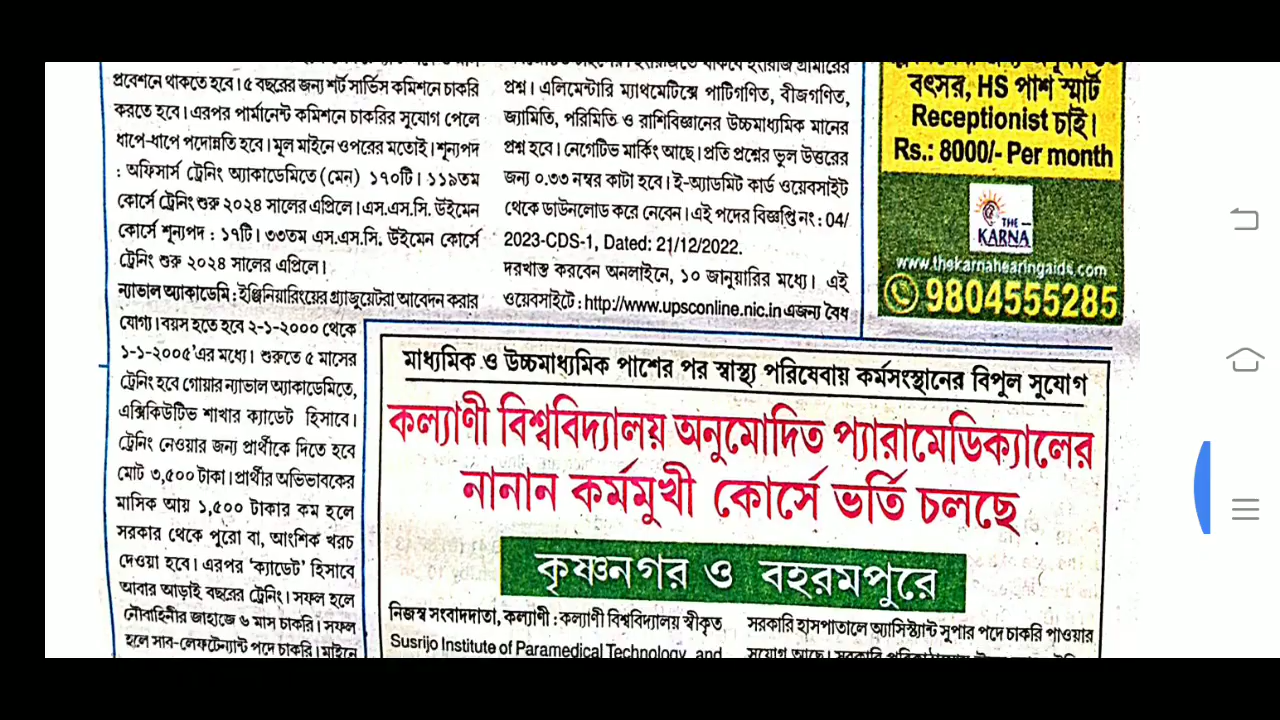 প্রবেশনে থাকতে হবে। ৫ বছরের জন্য শর্ট সার্ভিস কমিশনে চাকরি
করতে হবে। এরপর পার্মানেন্ট কমিশনে চাকরির সুযোগ পেলে
ধাপে-ধাপে পদোন্নতি হবে। মূল মাইনে ওপরের মতোই। শূন্যপদ
: অফিসার্স ট্রেনিং অ্যাকাডেমিতে (মেন) ১৭০টি। ১১৯তম
কোর্সে ট্রেনিং শুরু ২০২৪ সালের এপ্রিলে। এস.এস.সি. উইমেন
কোর্সে শূন্যপদ : ১৭টি। ৩৩তম এস.এস.সি. উইমেন কোর্সে
ট্রেনিং শুরু ২০২৪ সালের এপ্রিলে।
ন্যাভাল অ্যাকাডেমি : ইঞ্জিনিয়ারিংয়ের গ্র্যাজুয়েটরা আবেদন করার
যোগ্য। বয়স হতে হবে ২-১-২০০০ থেকে
১-১-২০০৫'এর মধ্যে। শুরুতে ৫ মাসের
ট্রেনিং হবে গোয়ার ন্যাভাল অ্যাকাডেমিতে,
এক্সিকিউটিভ শাখার ক্যাডেট হিসাবে।
ট্রেনিং নেওয়ার জন্য প্রার্থীকে দিতে হবে
মোট ৩,৫০০ টাকা। প্রার্থীর অভিভাবকের
মাসিক আয় ১,৫০০ টাকার কম হলে
সরকার থেকে পুরো বা, আংশিক খরচ
দেওয়া হবে। এরপর 'ক্যাডেট' হিসাবে
আবার আড়াই বছরের ট্রেনিং। সফল হলে
নৌবাহিনীর জাহাজে ৬ মাস চাকরি। সফল
হলে সাব-লেফটেন্যান্ট পদে চাকরি। মাইনে
প্রশ্ন। এলিমেন্টারি ম্যাথমেটিক্সে পাটিগণিত, বীজগণিত,
জ্যামিতি, পরিমিতি ও রাশিবিজ্ঞানের উচ্চমাধ্যমিক মানের
প্রশ্ন হবে। নেগেটিভ মার্কিং আছে। প্রতি প্রশ্নের ভুল উত্তরের
জন্য ০.৩৩ নম্বর কাটা হবে। ই-অ্যাডমিট কার্ড ওয়েবসাইট
থেকে ডাউনলোড করে নেবেন। এই পদের বিজ্ঞপ্তি নং : 04/
2023-CDS-1, Dated: 21/12/2022.
দরখাস্ত করবেন অনলাইনে, ১০ জানুয়ারির মধ্যে। এই
ওয়েবসাইটে : http://www.upsconline.nic.in এজন্য বৈধ
বৎসর, HS পাশ স্মার্ট
Receptionist চাই।
Rs.: 8000/- Per month
THE
KARNA
www.thekarnahearingaids.com
9804555285
মাধ্যমিক ও উচ্চমাধ্যমিক পাশের পর স্বাস্থ্য পরিষেবায় কর্মসংস্থানের বিপুল সুযোগ
কল্যাণী বিশ্ববিদ্যালয় অনুমোদিত প্যারামেডিক্যালের
নানান কর্মমুখী কোর্সে ভর্তি চলছে
কৃষ্ণনগর ও বহরমপুরে
নিজস্ব সংবাদদাতা, কল্যাণী : কল্যাণী বিশ্ববিদ্যালয় স্বীকৃত
Susrijo Institute of Paramedical Technology, and
সরকারি হাসপাতালে অ্যাসিস্ট্যান্ট সুপার পদে চাকরি পাওয়ার
সুযোগ আছে। সরকারি